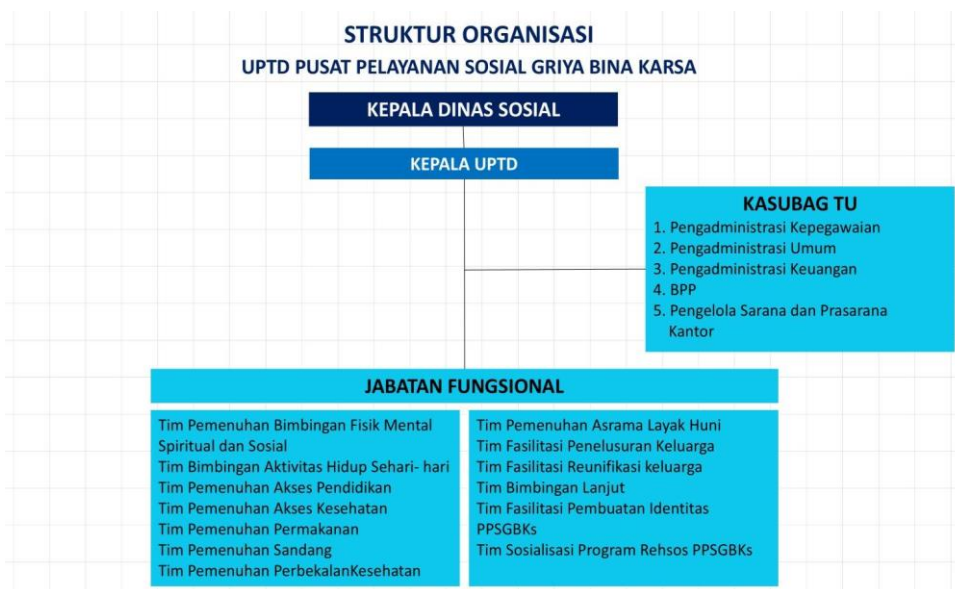 STRUKTUR ORGANISASI
UPTD PUSAT PELAYANAN SOSIAL GRIYA BINA KARSA
KEPALA DINAS SOSIAL
KEPALA UPTD
KASUBAG TU
1. Pengadministrasi Kepegawaian
2. Pengadministrasi Umum
3. Pengadministrasi Keuangan
4. BPP
5. Pengelola Sarana dan Prasarana
Kantor
JABATAN FUNGSIONAL
Tim Pemenuhan Bimbingan Fisik Mental
Spiritual dan Sosial
Tim Bimbingan Aktivitas Hidup Sehari- hari
Tim Pemenuhan Akses Pendidikan
Tim Pemenuhan Akses Kesehatan
Tim Pemenuhan Permakanan
Tim Pemenuhan Sandang
Tim Pemenuhan PerbekalanKesehatan
Tim Pemenuhan Asrama Layak Huni
Tim Fasilitasi Penelusuran Keluarga
Tim Fasilitasi Reunifikasi keluarga
Tim Bimbingan Lanjut
Tim Fasilitasi Pembuatan Identitas
PPSGBKs
Tim Sosialisasi Program Rehsos PPSGBKs